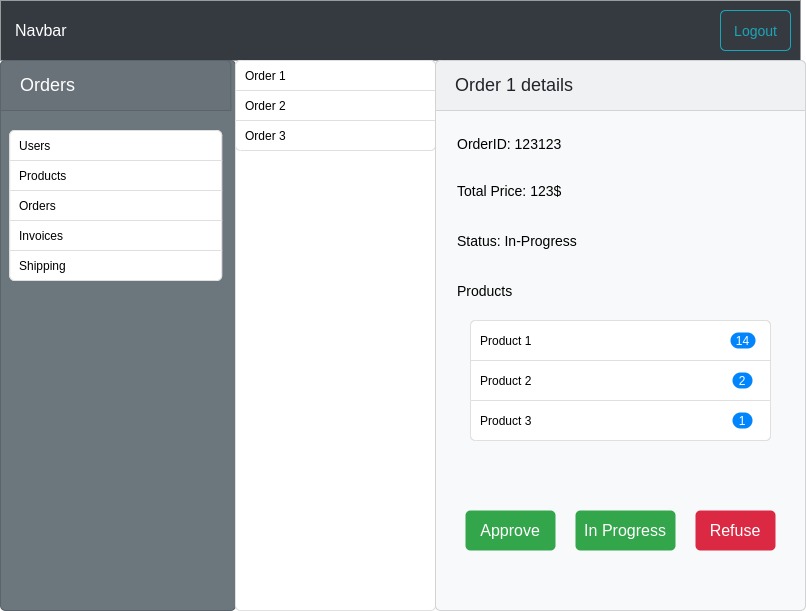 Navbar
Logout
Orders
Users
Products
Orders
Invoices
Shipping
Order 1
Order 2
Order 3
Order 1 details
OrderID: 123123
Total Price: 123$
Status: In-Progress
Products
Product 1 14
Product 2 2
Product 3 1
Approve In Progress Refuse